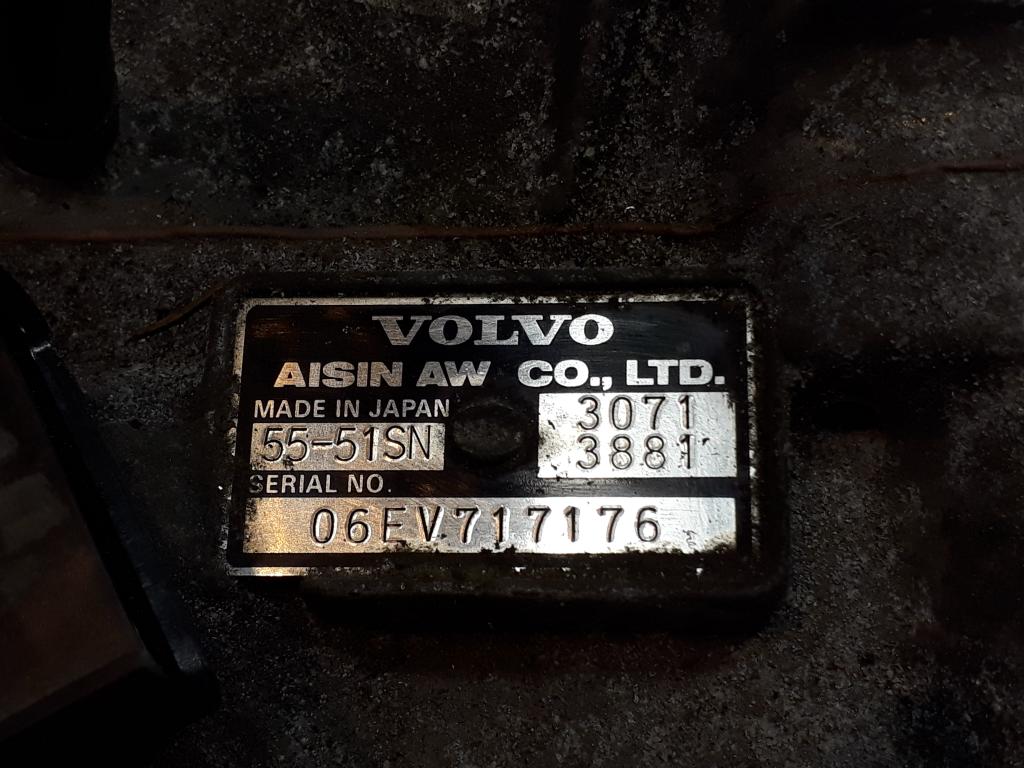 VOLVO
AISIN AW CO., LTD.
MADE IN JAPAN
55-51SN
3071
3881
SERIAL NO.
06EV717176